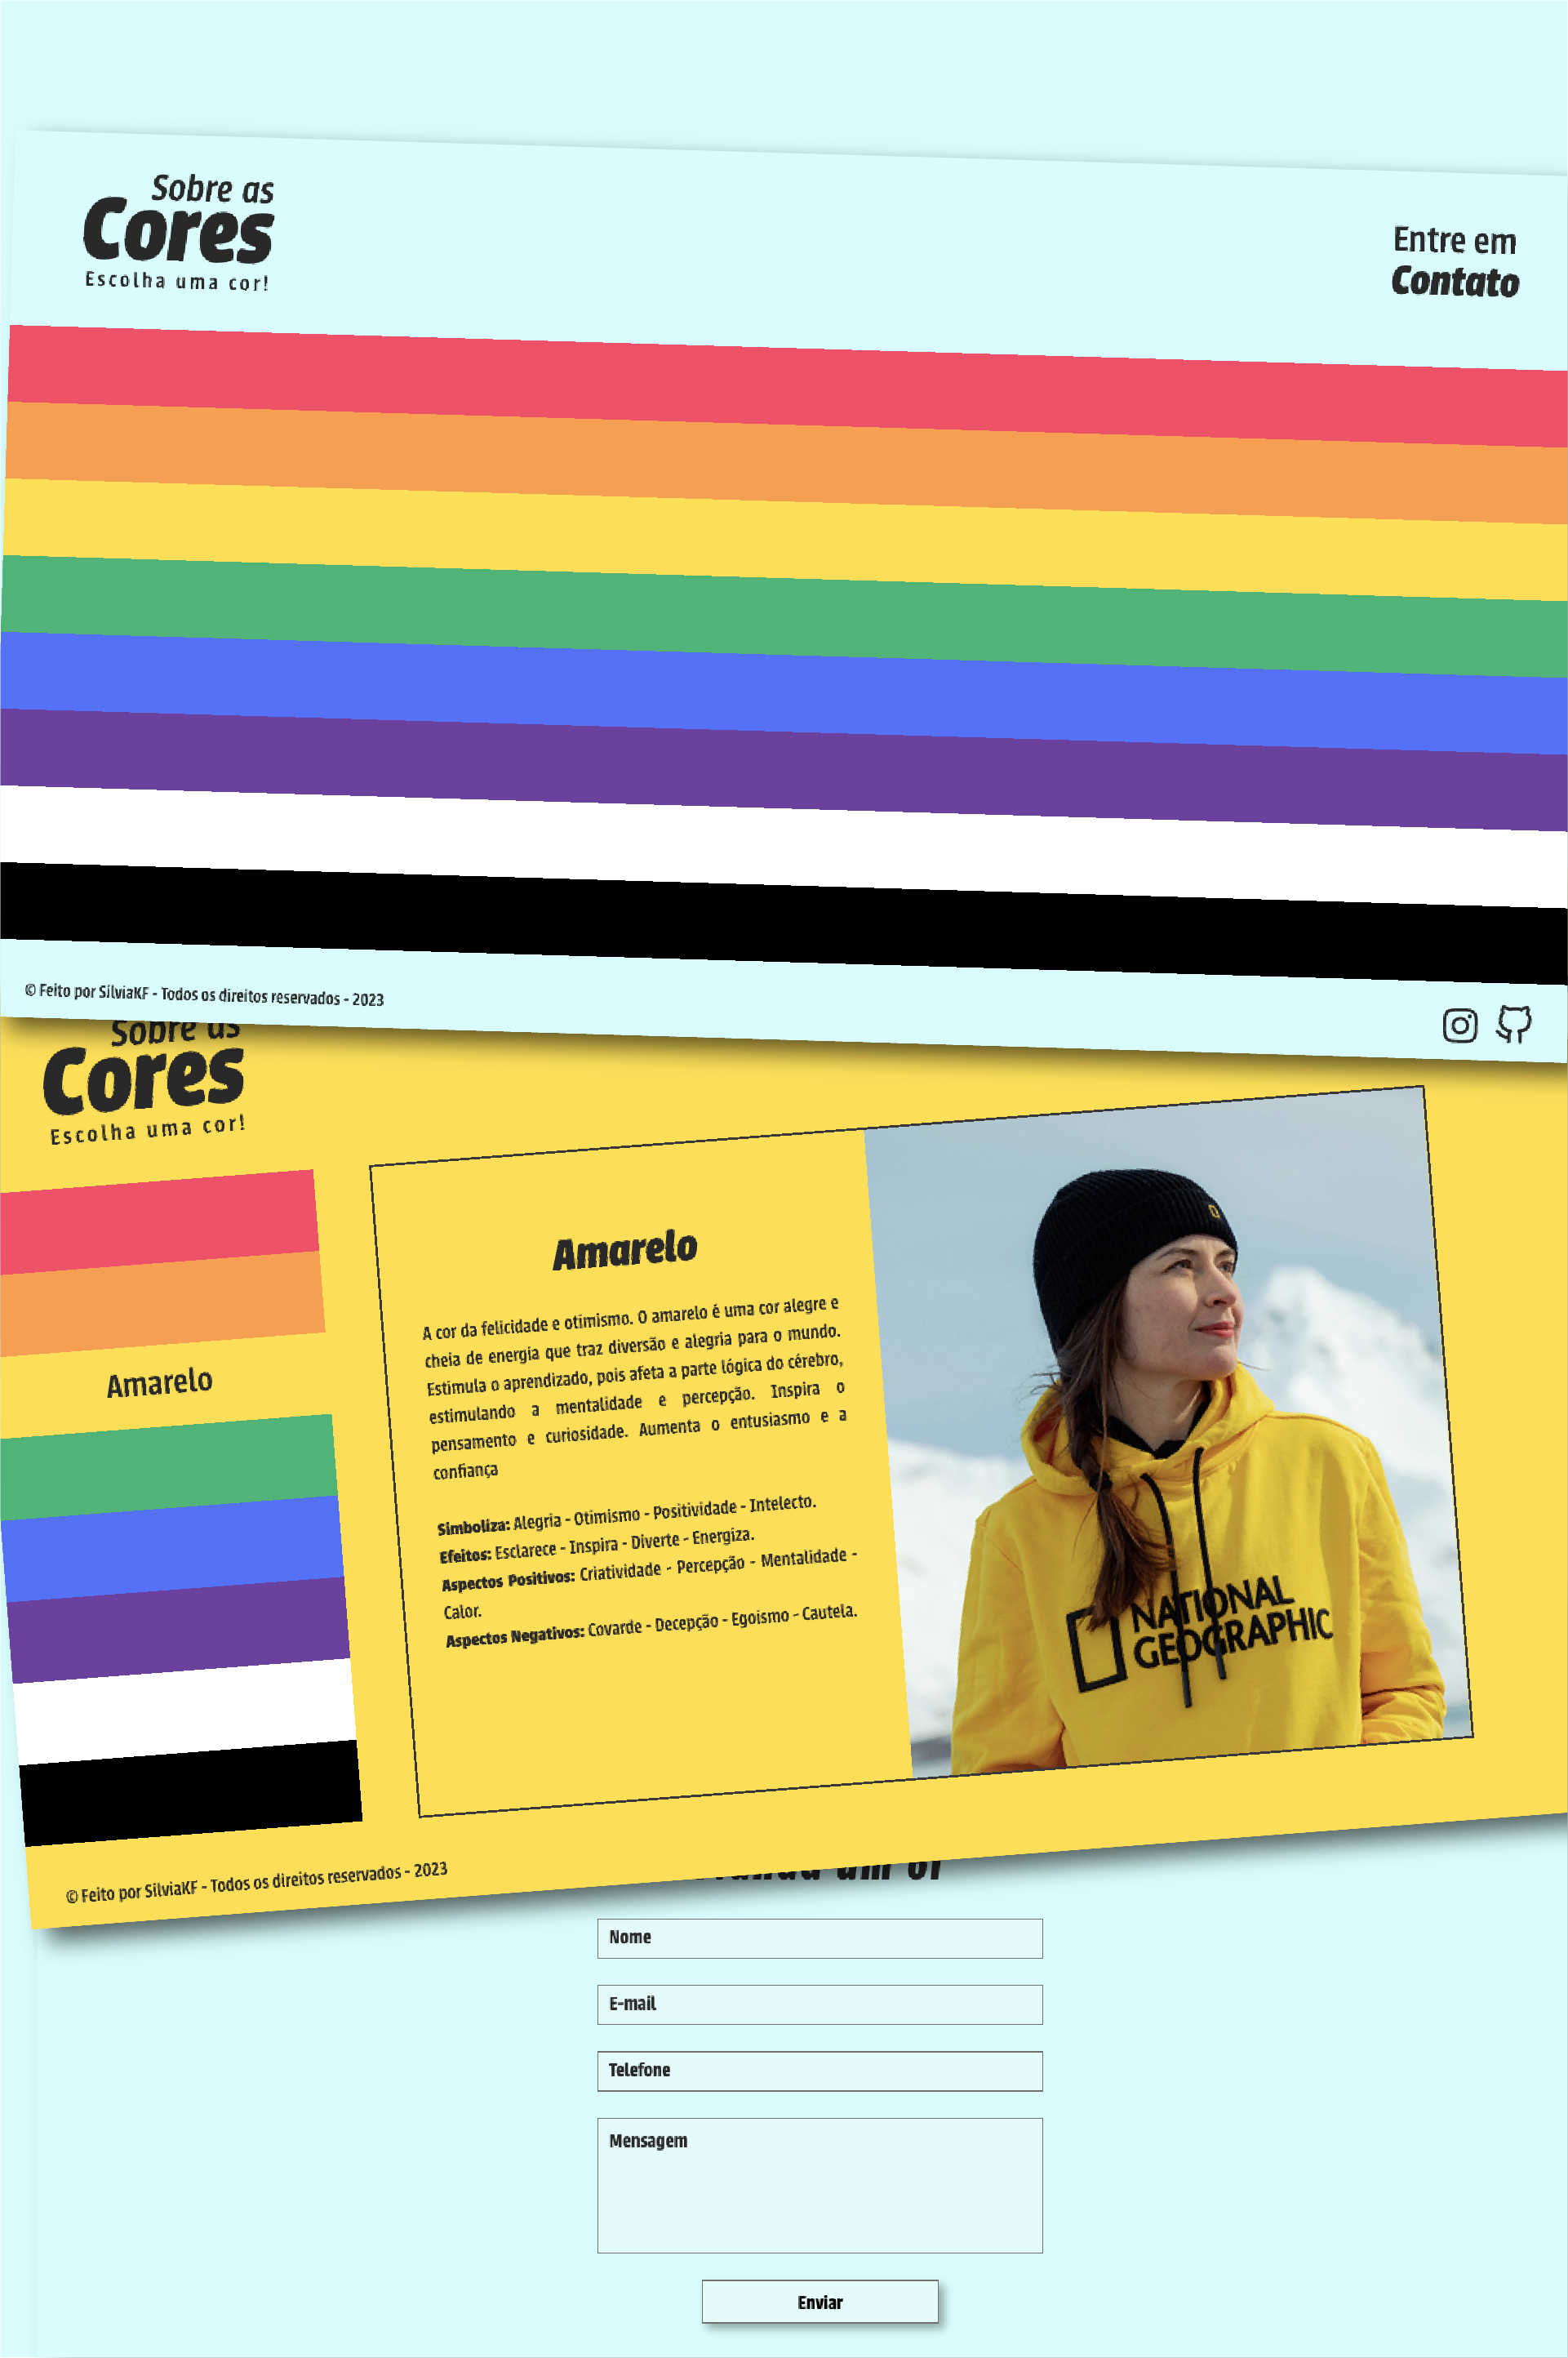 Sobre as
Cores
Escolha uma cor!
Entre em
Contato
© Feito por SilviaKF - Todos os direitos reservados - 2023
Sobre as
Cores
Escolha uma cor!
Amarelo
Amarelo
A cor da felicidade e otimismo. O amarelo é uma cor alegre e
cheia de energia que traz diversão e alegria para o mundo.
Estimula o aprendizado, pois afeta a parte lógica do cérebro,
estimulando a mentalidade e percepção. Inspira o
pensamento e curiosidade. Aumenta o entusiasmo e a
confiança
Simboliza: Alegria - Otimismo - Positividade - Intelecto.
Efeitos: Esclarece - Inspira - Diverte - Energiza.
Aspectos Positivos: Criatividade - Percepção - Mentalidade -
Calor.
Aspectos Negativos: Covarde - Decepção - Egoismo - Cautela.
NATIONAL
GEOGRAPHIC
© Feito por SilviaKF - Todos os direitos reservados - 2023
um
Nome
E-mail
Telefone
Mensagem
Enviar